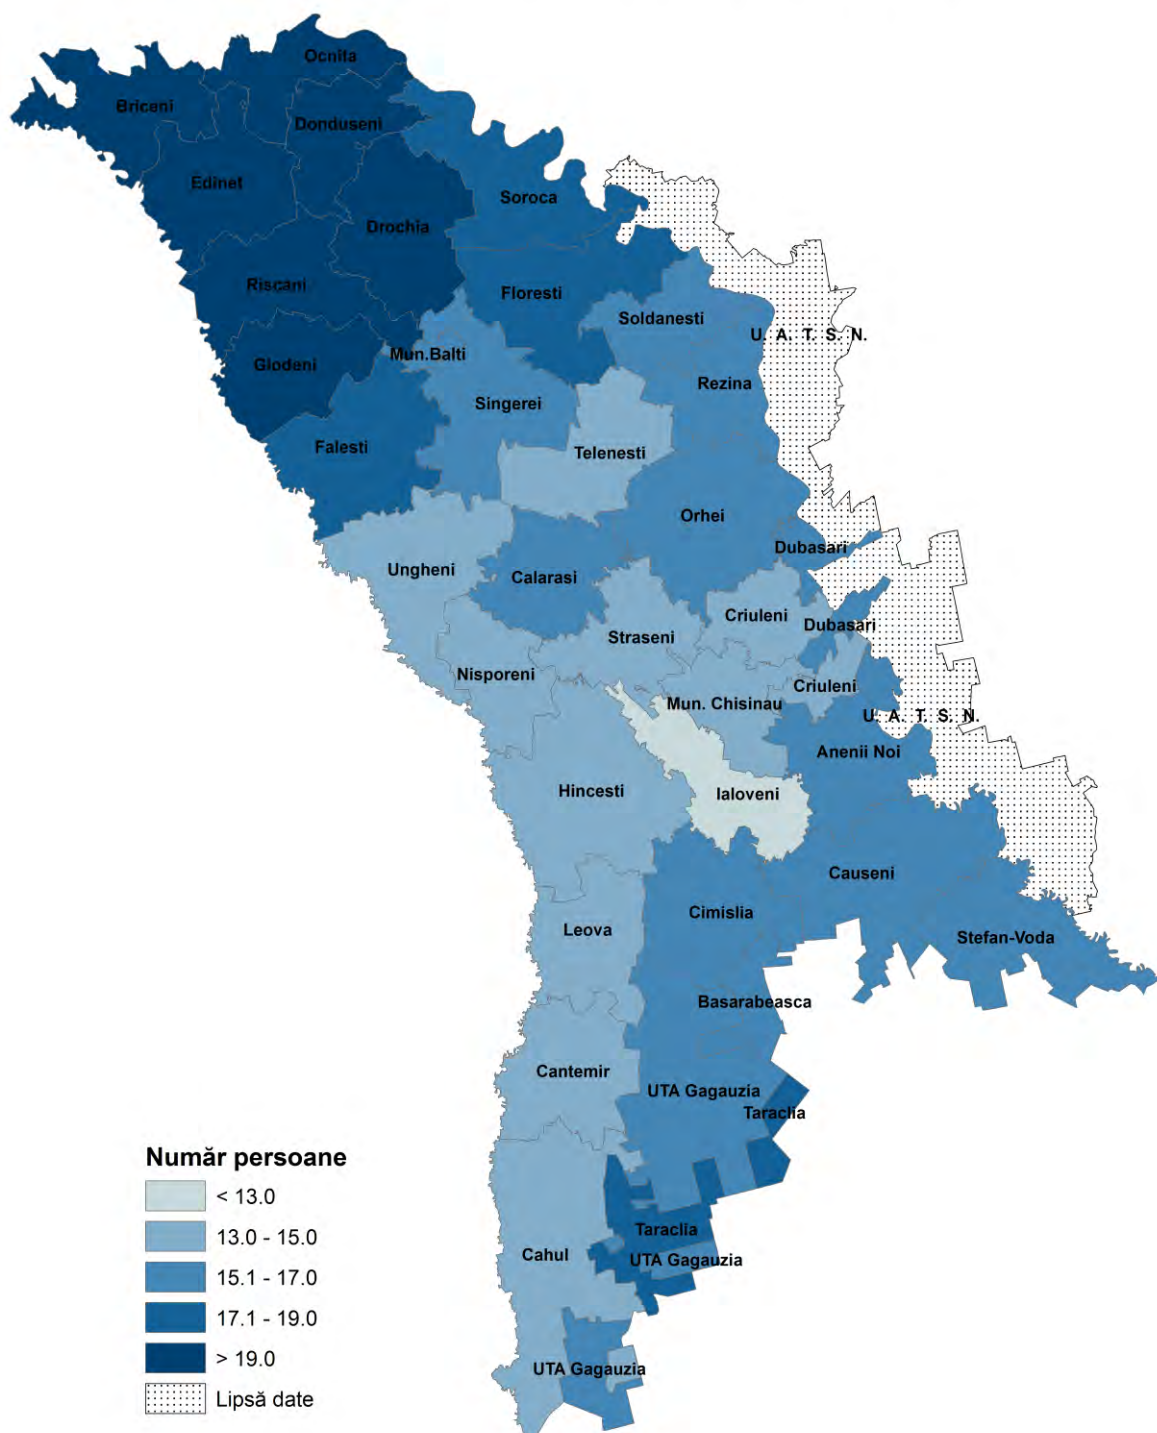 Ocnita
Briceni
Donduseni
Edinet
Soroca
Drochia
Riscani
Floresti
Soldanesti
U. A. T. S. N.
Mun.Balti
Glodeni
Rezina
Singerei
Falesti
Telenesti
Orhei
Dubasari
Ungheni
Calarasi
Criuleni
Dubasari
Straseni
Nisporeni
Criuleni
Mun. Chisinau
U. A. T. S. N.
Anenii Noi
Hincesti
Ialoveni
Causeni
Cimislia
Leova
Stefan-Voda
Basarabeasca
Cantemir
UTA Gagauzia
Taraclia
Taraclia
Cahul
UTA Gagauzia
UTA Gagauzia
Număr persoane
< 13.0
13.0 - 15.0
15.1 - 17.0
17.1 - 19.0
> 19.0
Lipsă date